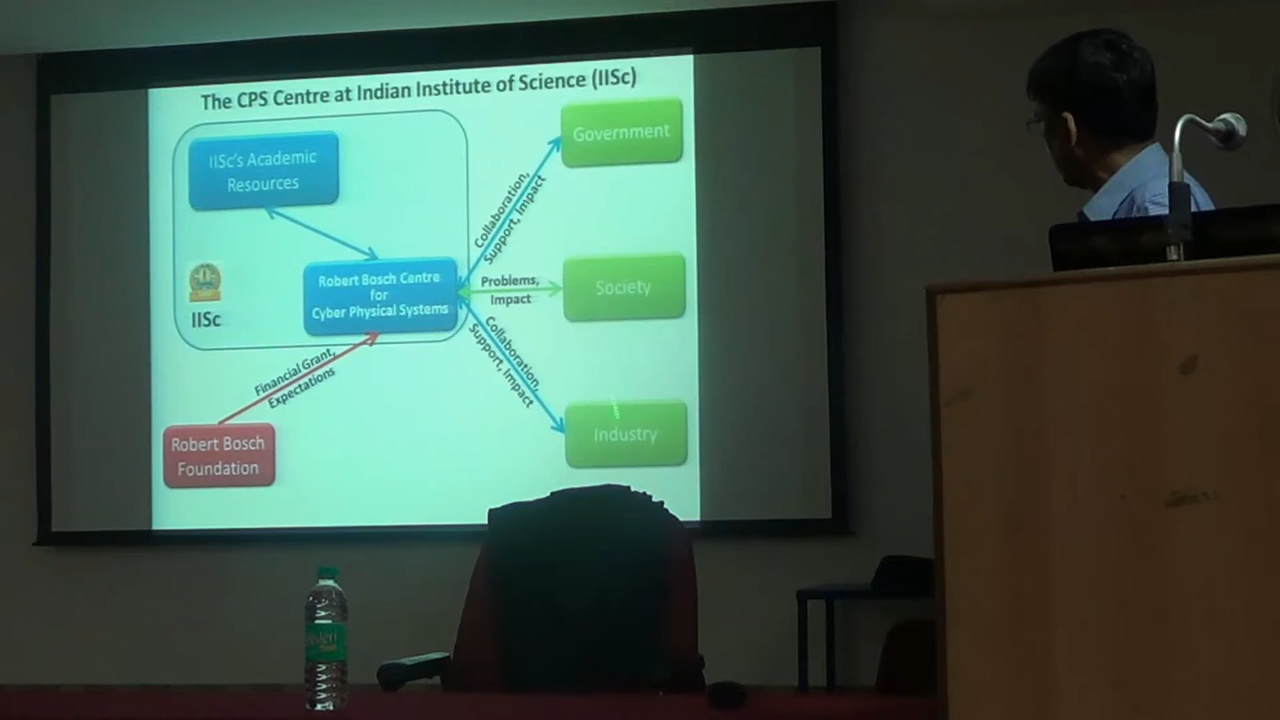 The CPS Centre at Indian Institute of Science (IISc)
IISc's Academic
Resources
Government
Collaboration,
Support, Impact
Robert Bosch Centre
for
Cyber Physical Systems
Problems,
Impact
Society
IISc
Collaboration,
Support, Impact
Financial Grant,
Expectations
Robert Bosch
Foundation
Industry